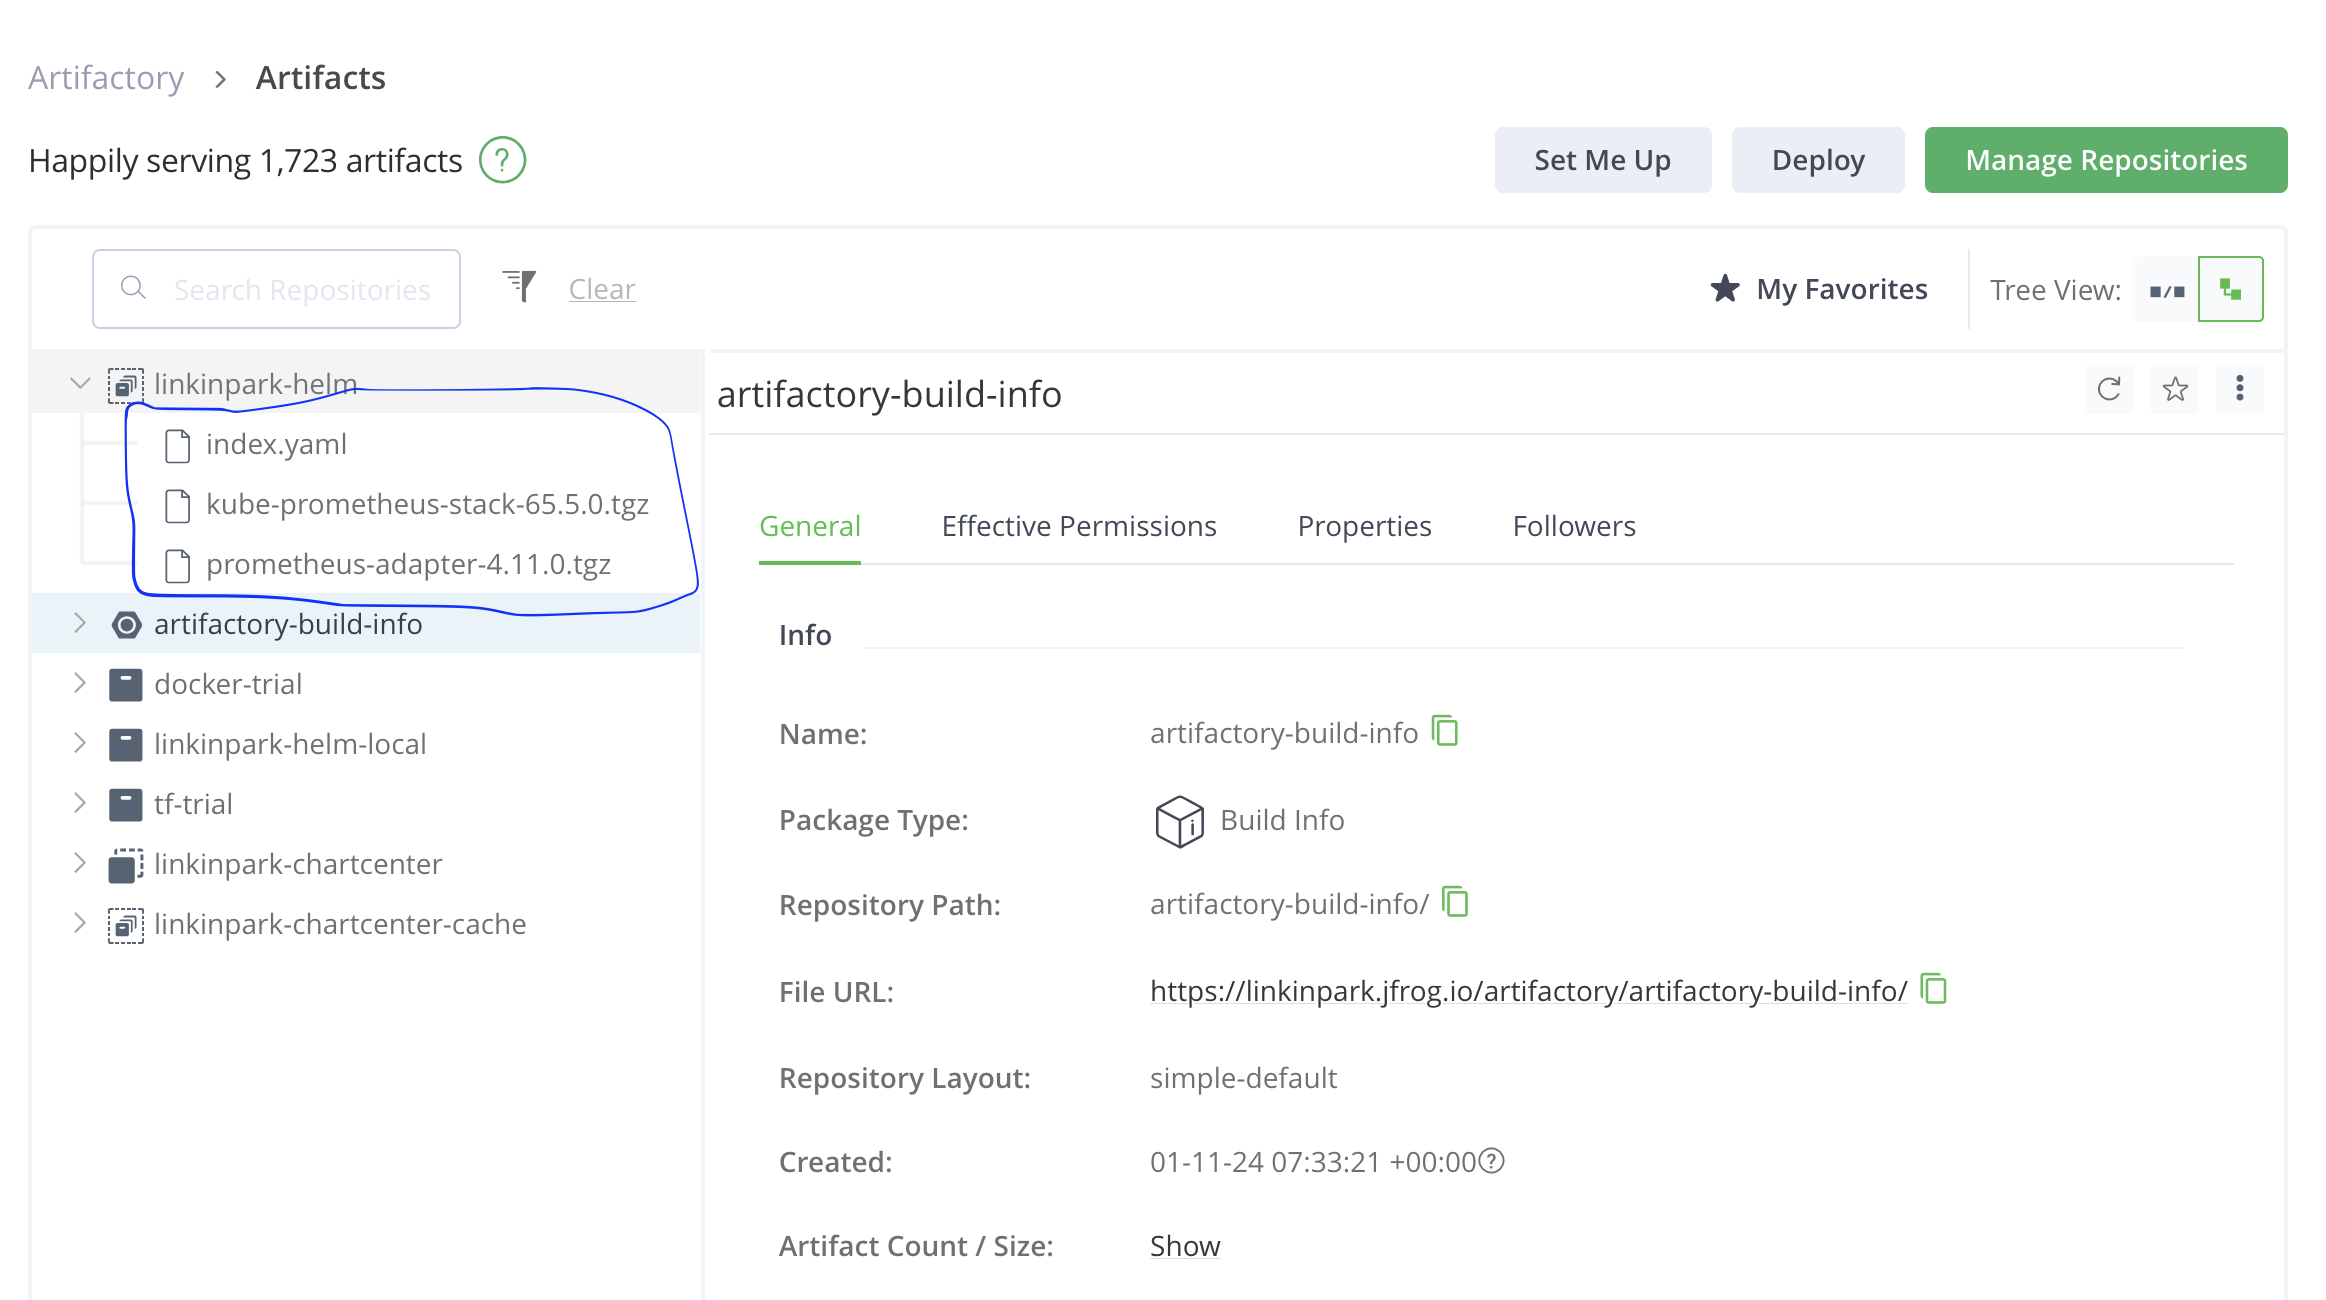 Artifactory > Artifacts
Happily serving 1,723 artifacts ?
Set Me Up
Deploy
Manage Repositories
Search Repositories
Clear
My Favorites
Tree View:
linkinpark-helm
index.yaml
kube-prometheus-stack-65.5.0.tgz
prometheus-adapter-4.11.0.tgz
artifactory-build-info
docker-trial
linkinpark-helm-local
tf-trial
linkinpark-chartcenter
linkinpark-chartcenter-cache
artifactory-build-info
General
Effective Permissions
Properties
Followers
Info
Name: artifactory-build-info
Package Type: Build Info
Repository Path: artifactory-build-info/
File URL: https://linkinpark.jfrog.io/artifactory/artifactory-build-info/
Repository Layout: simple-default
Created: 01-11-24 07:33:21 +00:00 ?
Artifact Count / Size: Show